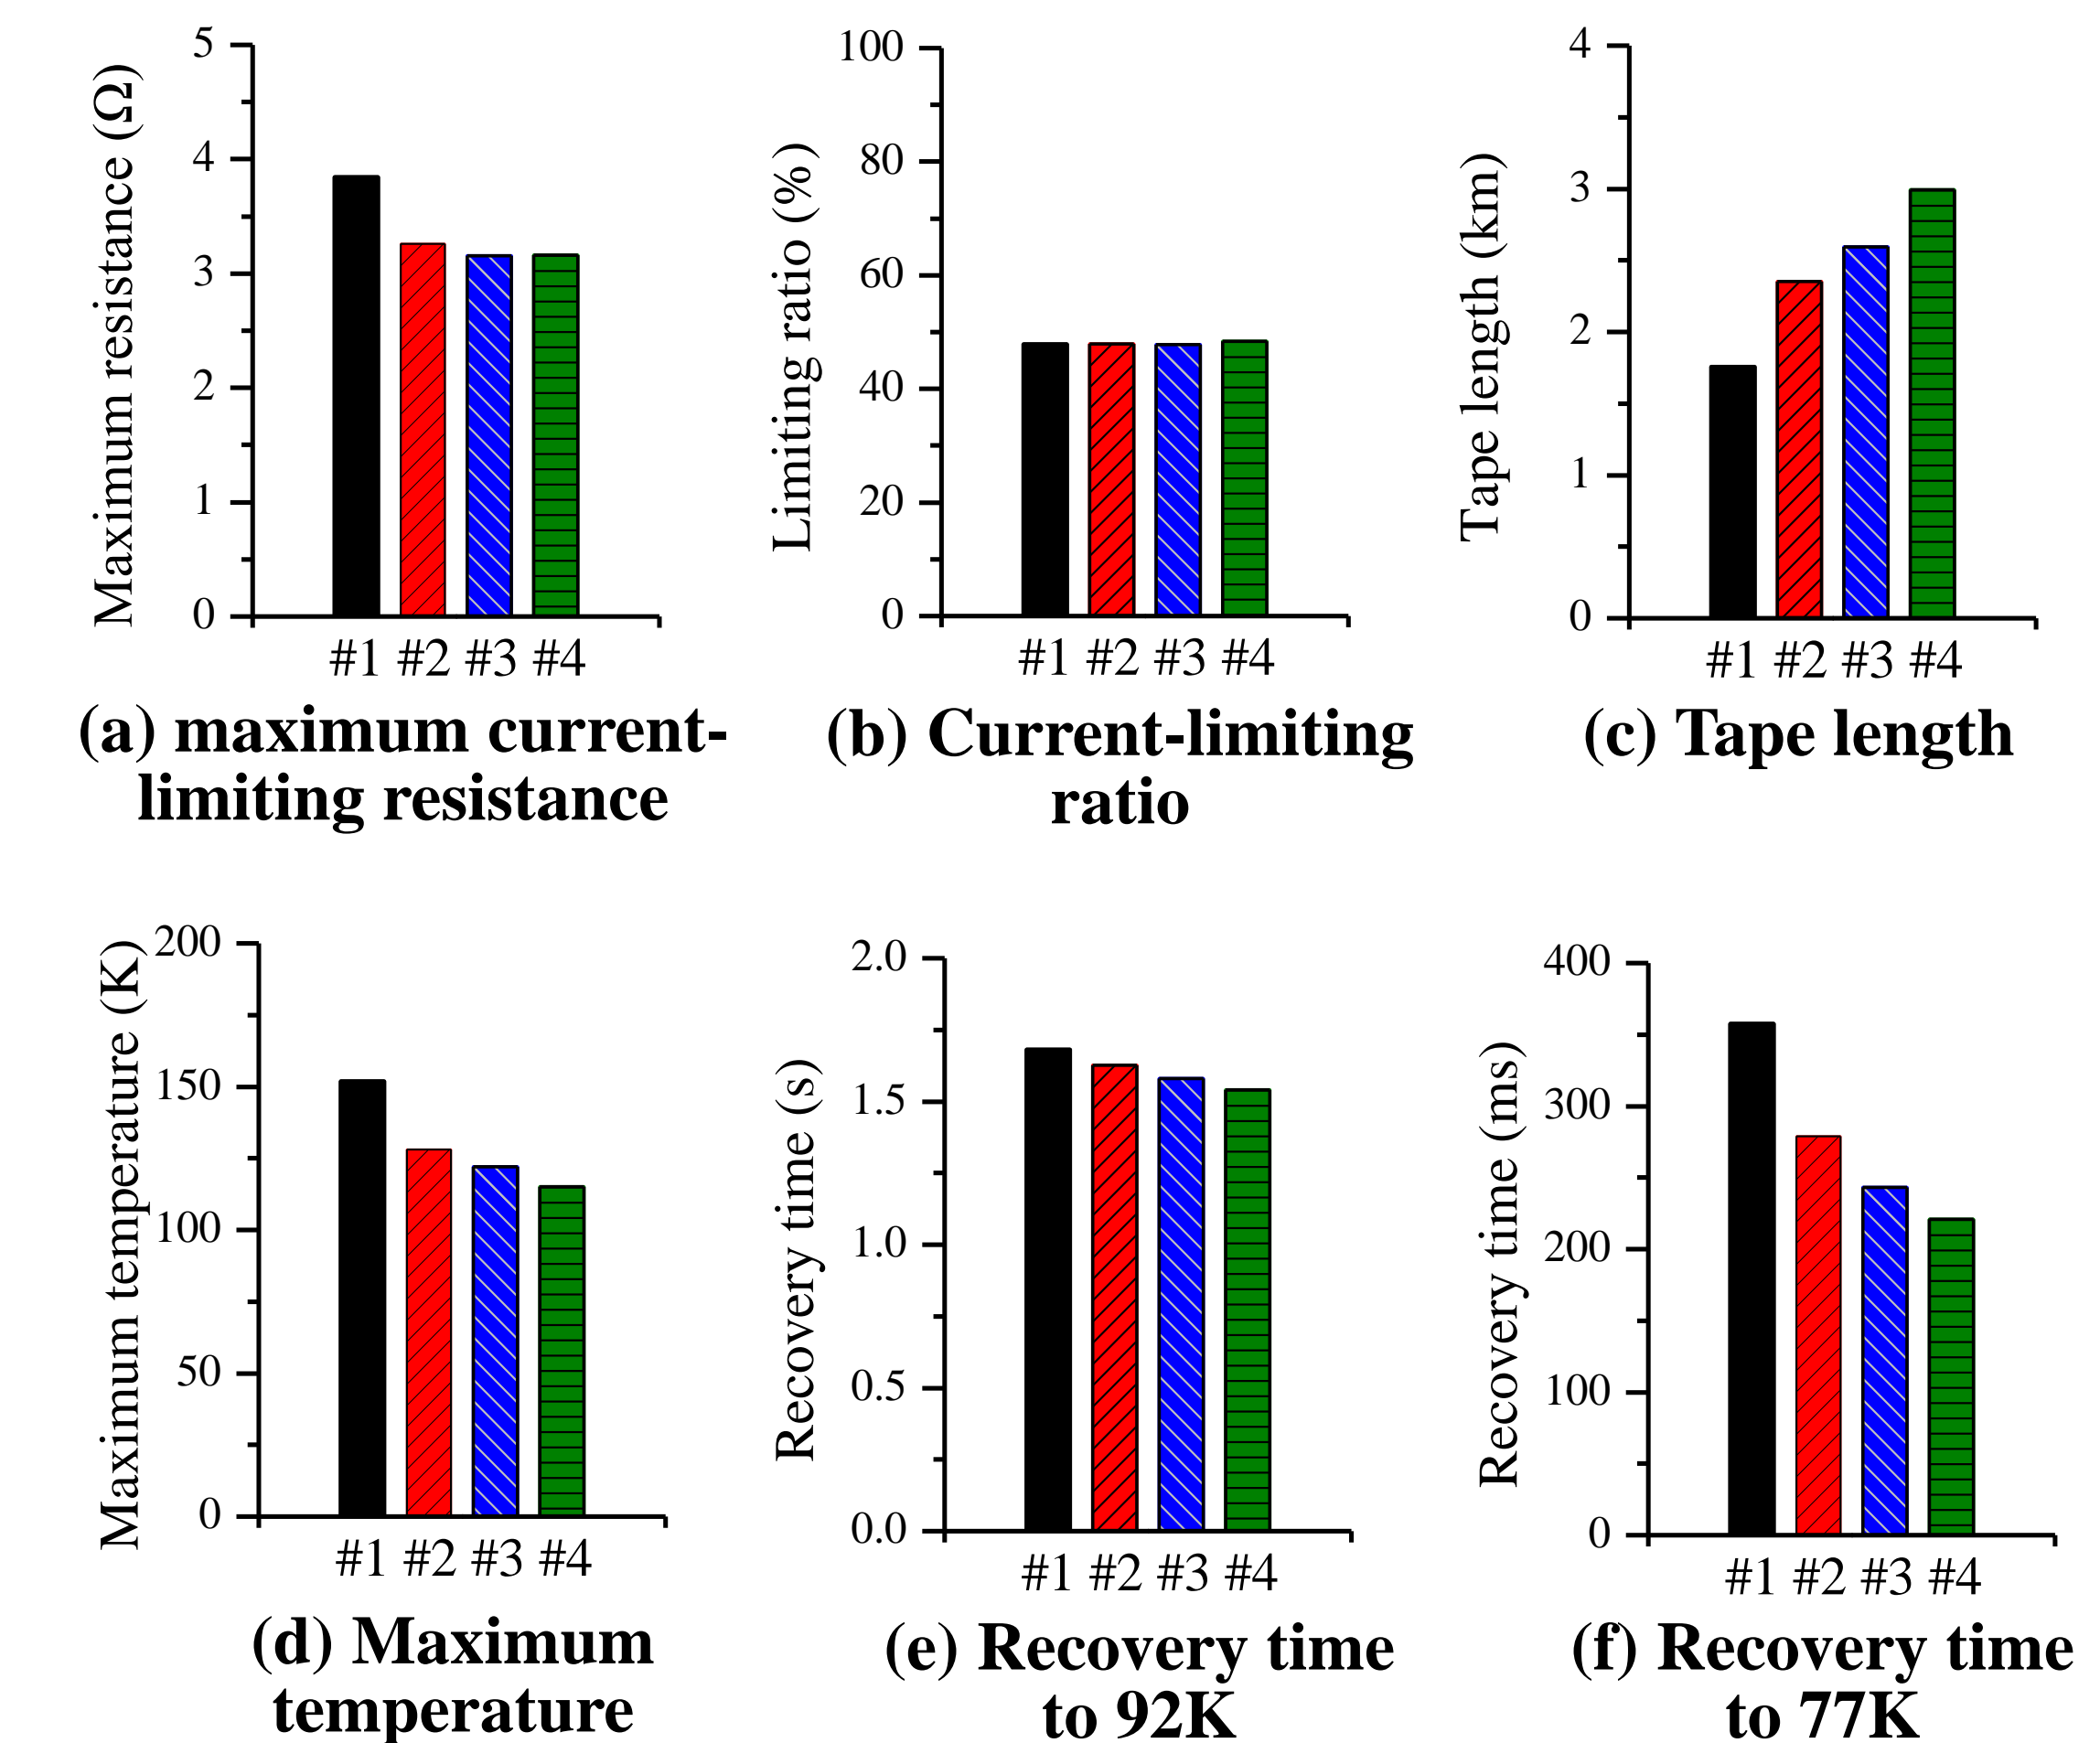 Maximum resistance (Ω)
5
4
3
2
1
0
#1 #2 #3 #4
(a) maximum current-
limiting resistance
Limiting ratio (%)
100
80
60
40
20
0
#1 #2 #3 #4
(b) Current-limiting
ratio
Tape length (km)
4
3
2
1
0
#1 #2 #3 #4
(c) Tape length
Maximum temperature (K)
200
150
100
50
0
#1 #2 #3 #4
(d) Maximum
temperature
Recovery time (s)
2.0
1.5
1.0
0.5
0.0
#1 #2 #3 #4
(e) Recovery time
to 92K
Recovery time (ms)
400
300
200
100
0
#1 #2 #3 #4
(f) Recovery time
to 77K